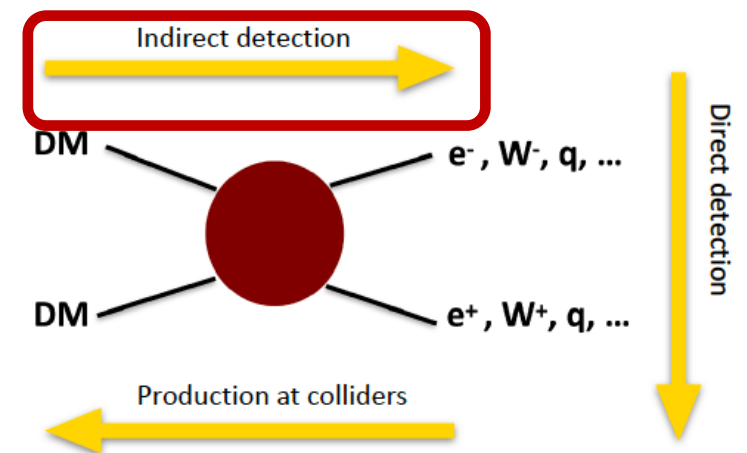 Indirect detection
DM
e⁻, W⁻, q, ...
Direct detection
DM
e⁺, W⁺, q, ...
Production at colliders